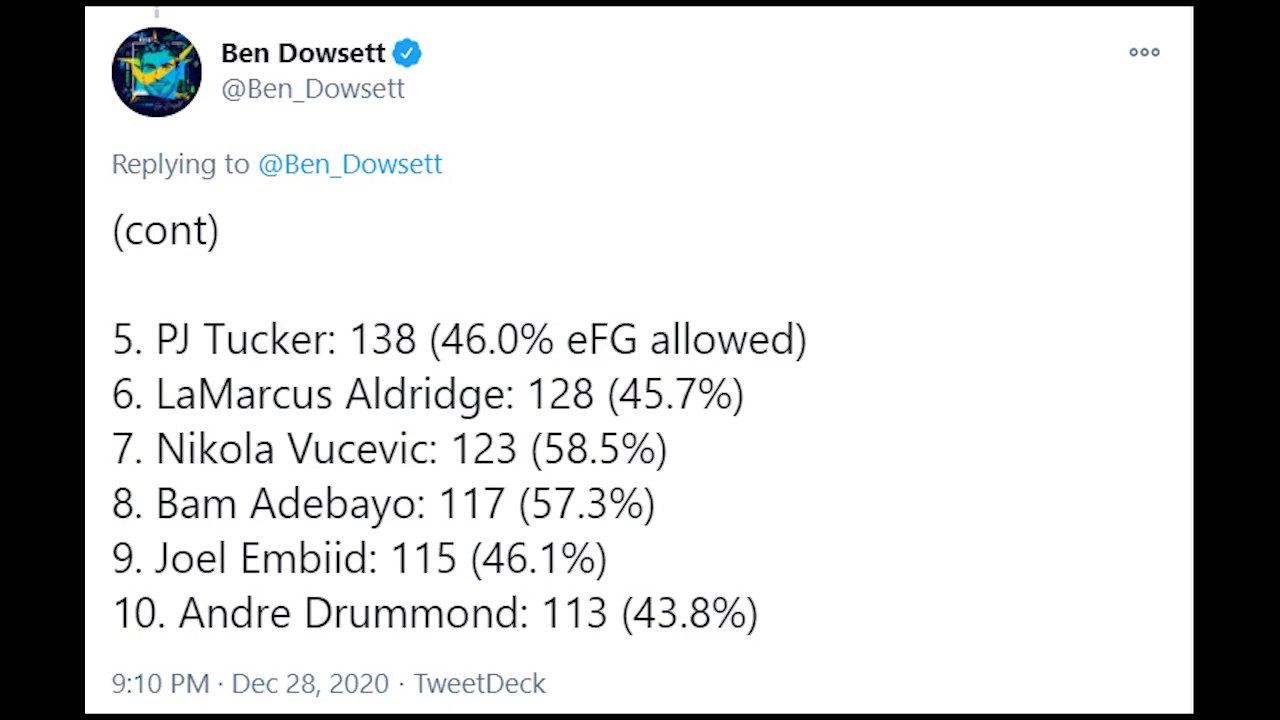 Ben Dowsett
@Ben_Dowsett
Replying to @Ben_Dowsett
(cont)
5. PJ Tucker: 138 (46.0% eFG allowed)
6. LaMarcus Aldridge: 128 (45.7%)
7. Nikola Vucevic: 123 (58.5%)
8. Bam Adebayo: 117 (57.3%)
9. Joel Embiid: 115 (46.1%)
10. Andre Drummond: 113 (43.8%)
9:10 PM · Dec 28, 2020 · TweetDeck